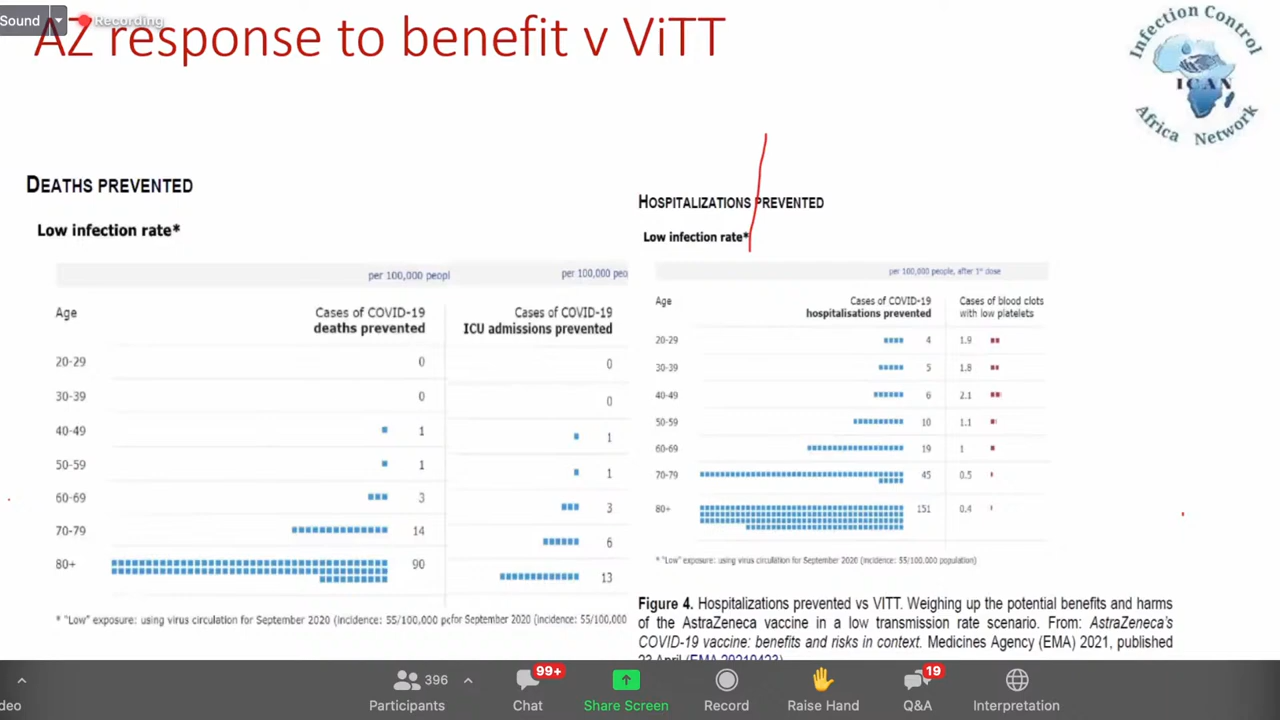 Sound
Recording
AZ response to benefit v ViTT
Infection Control
ICAN
Africa Network
DEATHS PREVENTED
Low infection rate*
per 100,000 peopl
per 100,000 peo
Age
Cases of COVID-19
deaths prevented
Cases of COVID-19
ICU admissions prevented
20-29 0 0
30-39 0 0
40-49 1 1
50-59 1 1
60-69 3 3
70-79 14 6
80+ 90 13
* "Low" exposure: using virus circulation for September 2020 (incidence: 55/100,000 pc
for September 2020 (incidence: 55/100,000
HOSPITALIZATIONS PREVENTED
Low infection rate*
per 100,000 people, after 1st dose
Age
Cases of COVID-19
hospitalisations prevented
Cases of blood clots
with low platelets
20-29 4 1.9
30-39 5 1.8
40-49 6 2.1
50-59 10 1.1
60-69 19 1
70-79 45 0.5
80+ 151 0.4
* "Low" exposure: using virus circulation for September 2020 (incidence: 55/100,000 population)
Figure 4. Hospitalizations prevented vs VITT. Weighing up the potential benefits and harms
of the AstraZeneca vaccine in a low transmission rate scenario. From: AstraZeneca's
COVID-19 vaccine: benefits and risks in context. Medicines Agency (EMA) 2021, published
23 April (EMA 20210423)
deo
396
Participants
99+
Chat
Share Screen
Record
Raise Hand
19
Q&A
Interpretation